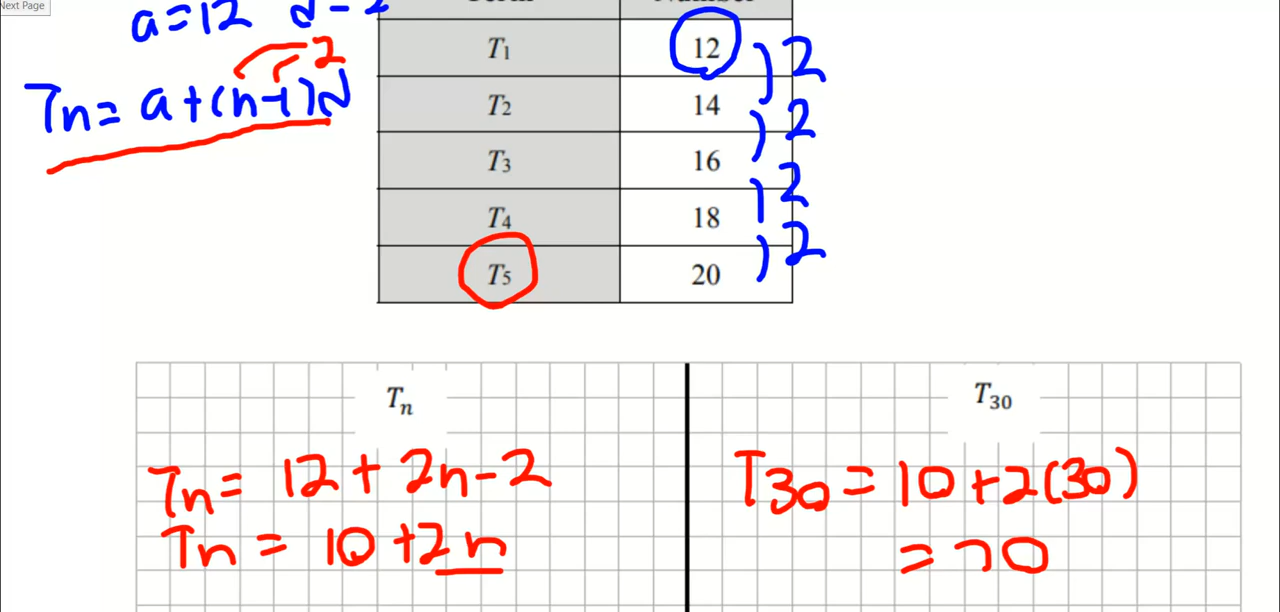 Next Page
a=12 d=2
Tn= a+(n-1)d
2
T1 12
T2 14
T3 16
T4 18
T5 20
2
2
2
2
Tn
Tn= 12+2n-2
Tn = 10+2n
T30
T30=10+2(30)
=70